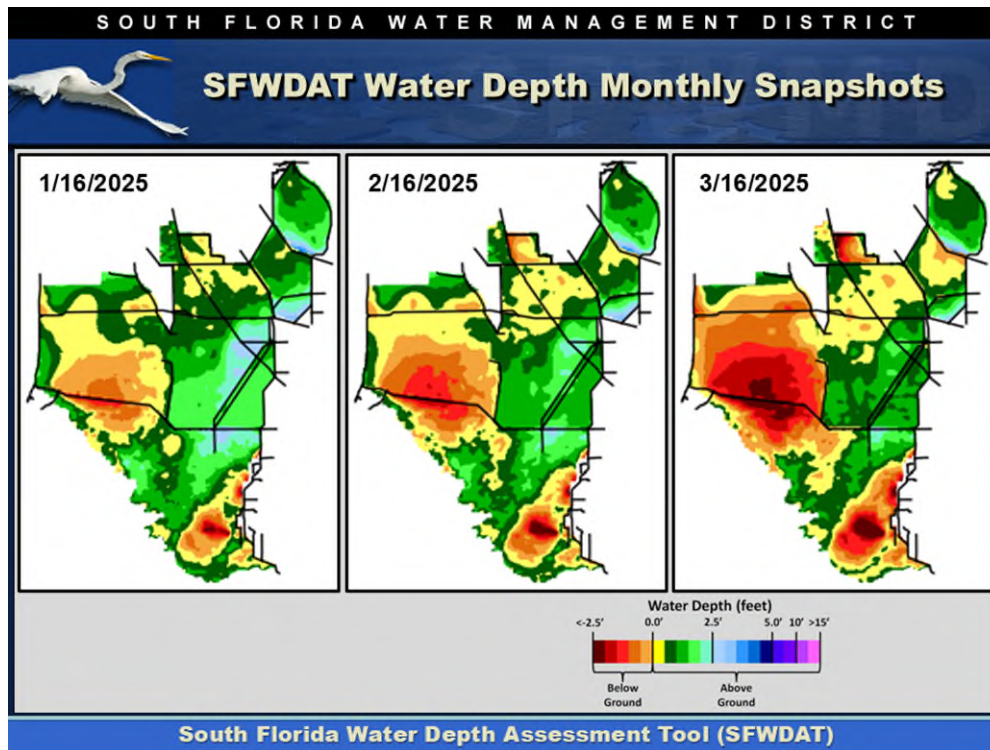 SOUTH FLORIDA WATER MANAGEMENT DISTRICT
SFWDAT Water Depth Monthly Snapshots
1/16/2025
2/16/2025
3/16/2025
Water Depth (feet)
<-2.5' 0.0' 2.5' 5.0' 10' >15'
Below Ground
Above Ground
South Florida Water Depth Assessment Tool (SFWDAT)